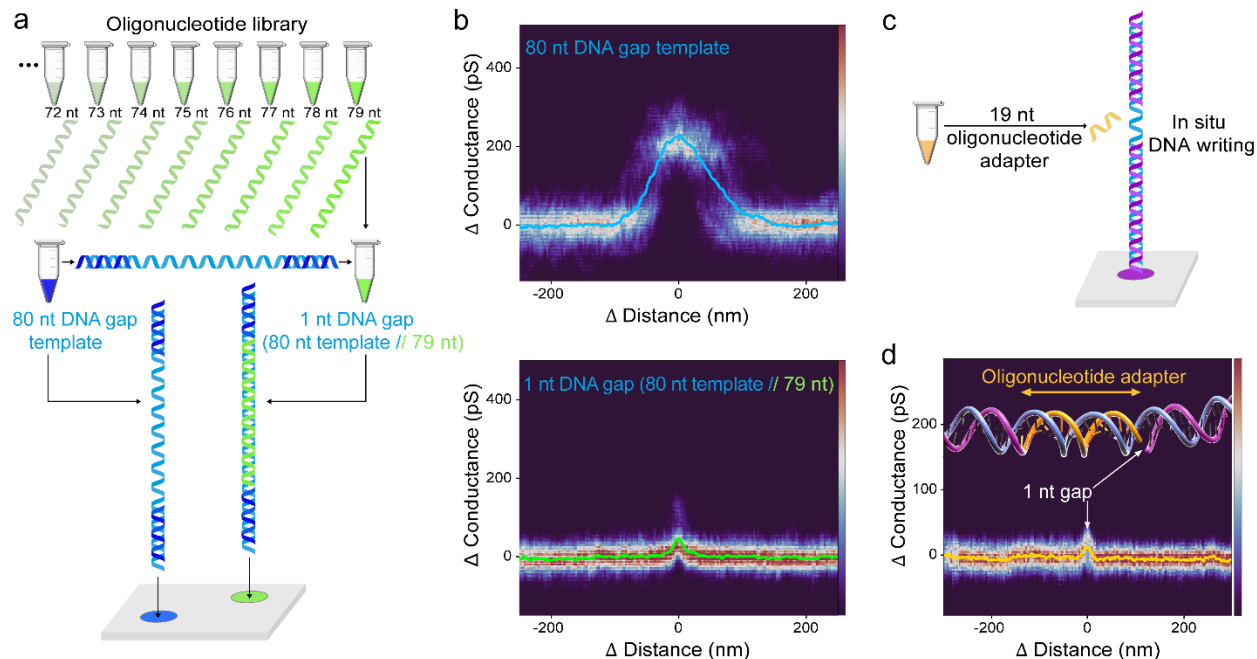 a
Oligonucleotide library
...
72 nt 73 nt 74 nt 75 nt 76 nt 77 nt 78 nt 79 nt
80 nt DNA gap
template
1 nt DNA gap
(80 nt template // 79 nt)
b
80 nt DNA gap template
Δ Conductance (pS)
400
200
0
-200
0
200
Δ Distance (nm)
1 nt DNA gap (80 nt template // 79 nt)
Δ Conductance (pS)
400
200
0
-200
0
200
Δ Distance (nm)
c
19 nt
oligonucleotide
adapter
In situ
DNA writing
d
Oligonucleotide adapter
1 nt gap
Δ Conductance (pS)
200
100
0
-200
0
200
Δ Distance (nm)